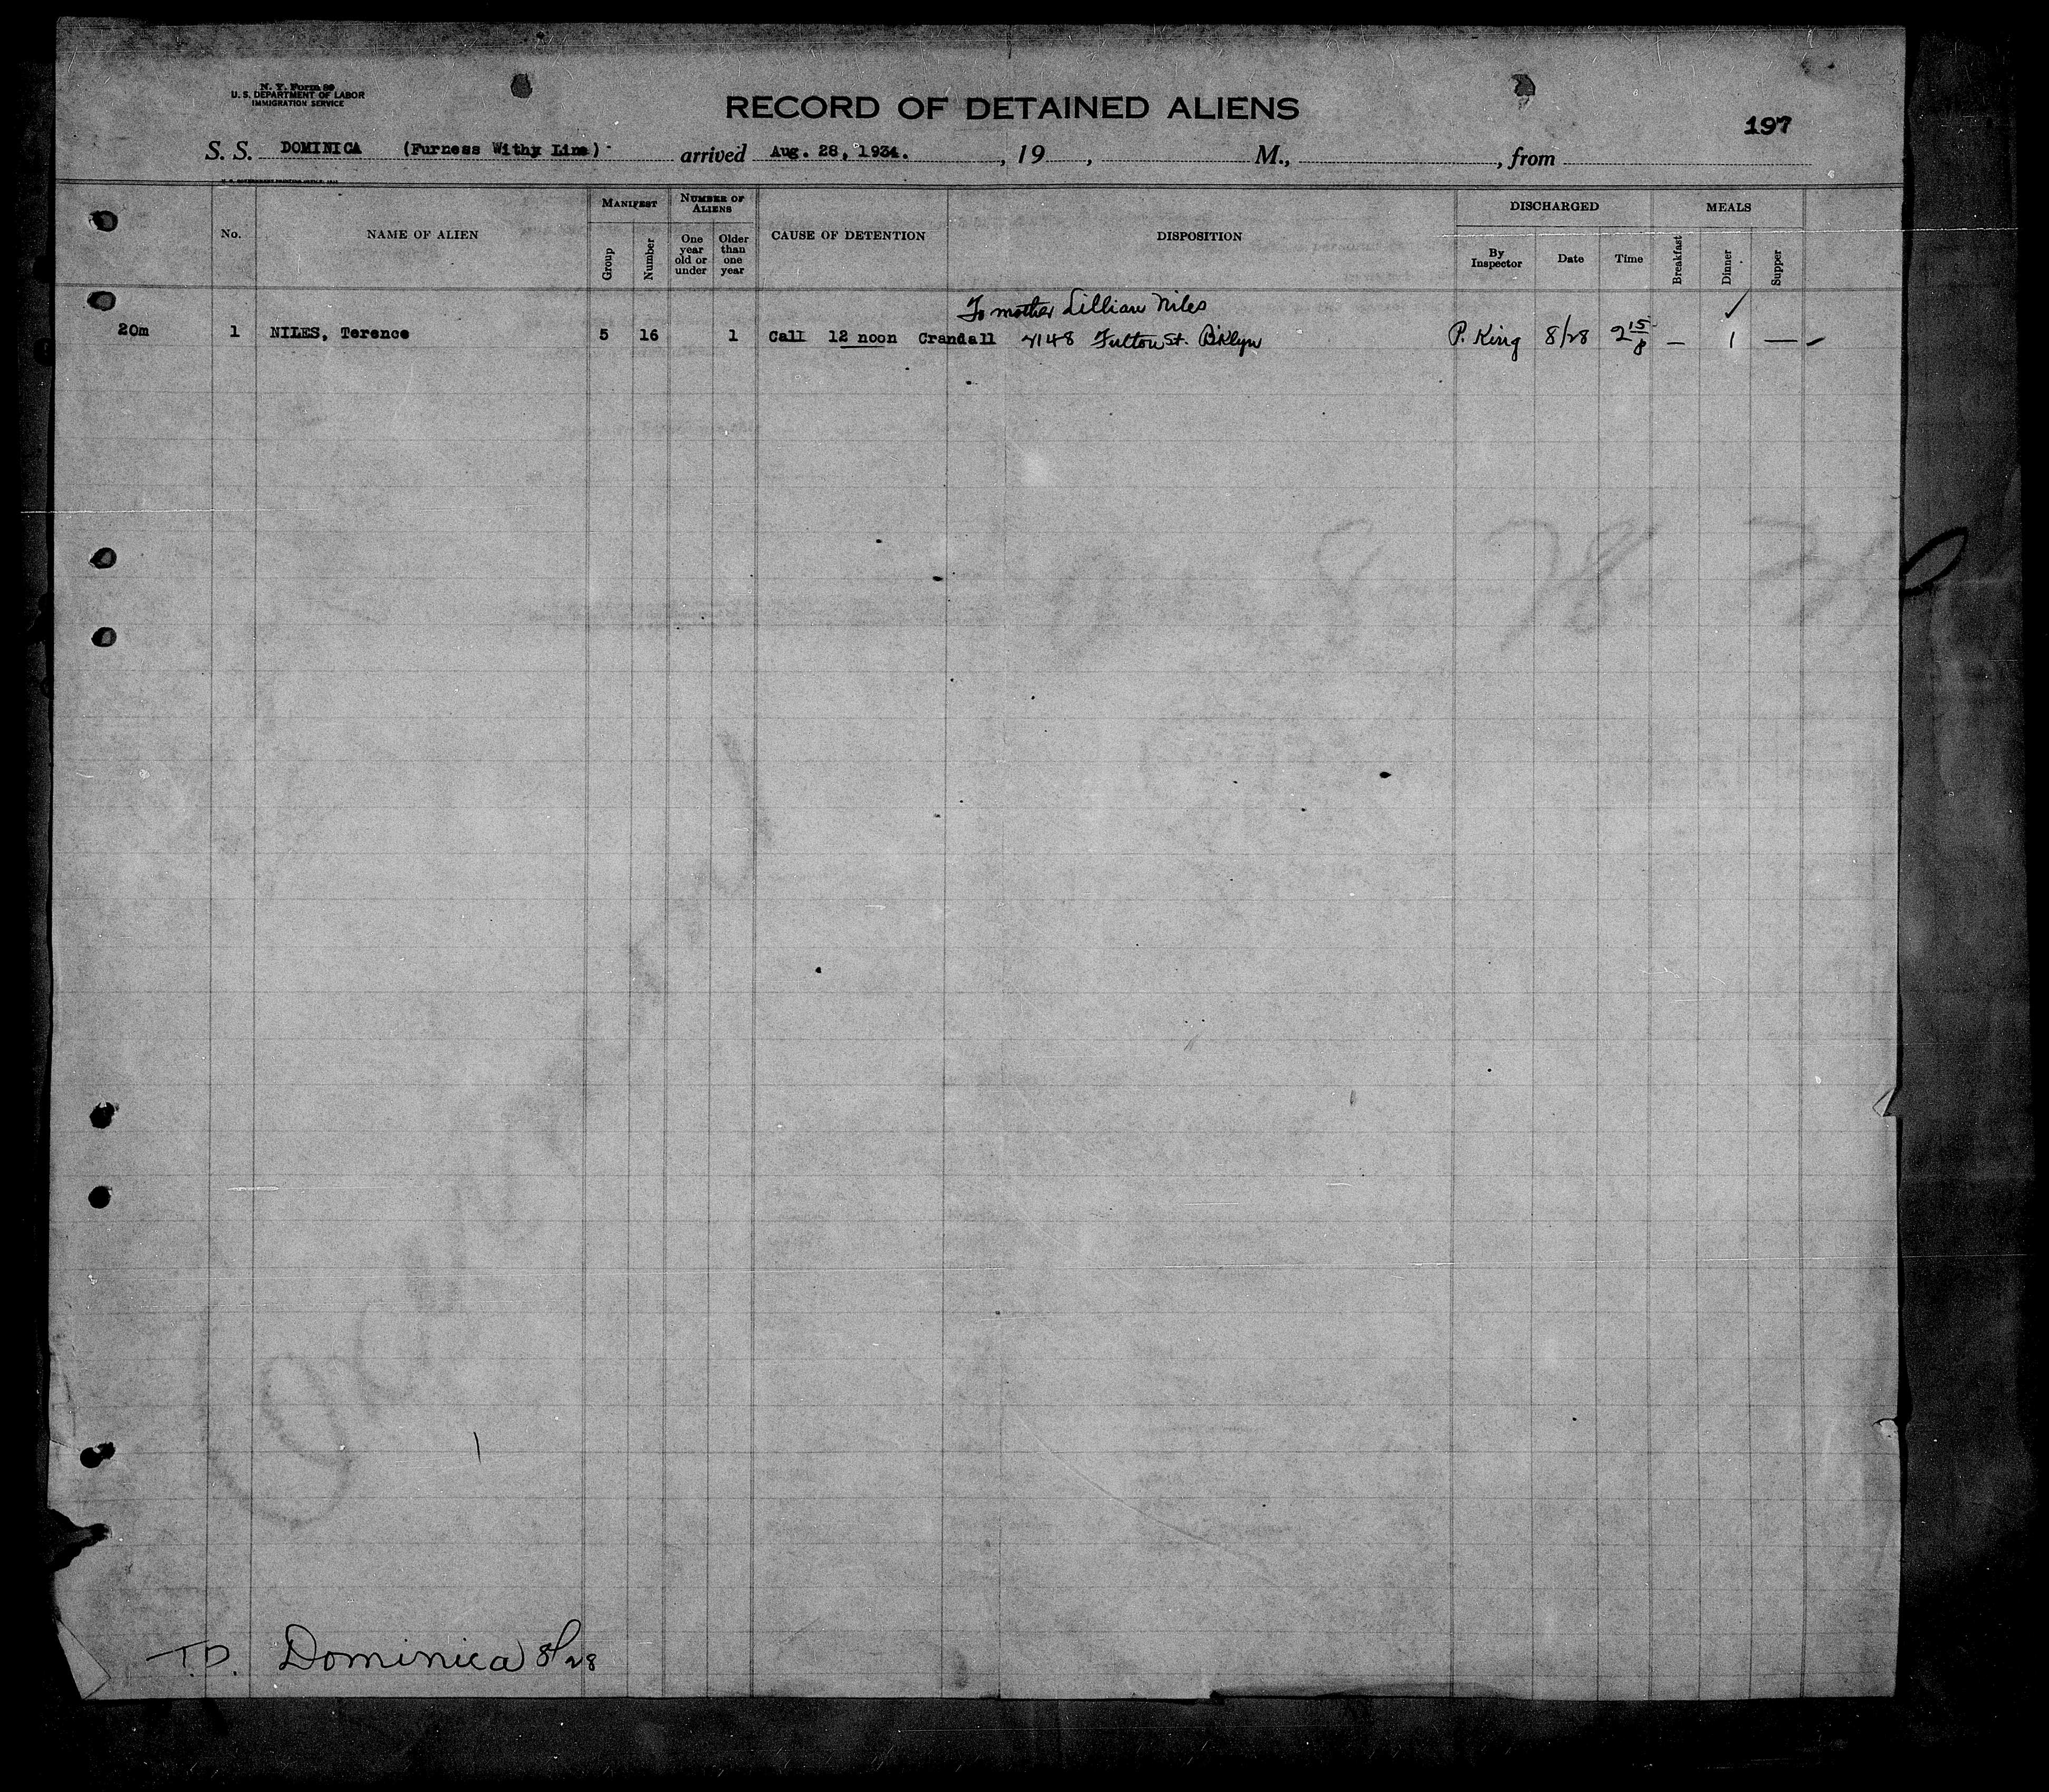 N. Y. Form 89
U. S. DEPARTMENT OF LABOR
IMMIGRATION SERVICE
RECORD OF DETAINED ALIENS
197
S. S. DOMINICA (Furness Withy Line) arrived Aug. 28, 1934. , 19 , M., , from
No. NAME OF ALIEN MANIFEST NUMBER OF ALIENS CAUSE OF DETENTION DISPOSITION DISCHARGED MEALS
Group Number One year old or under Older than one year By Inspector Date Time Breakfast Dinner Supper
To mother Lillian Niles ✓
20m 1 NILES, Terence 5 16 1 Call 12 noon Crandall Fulton St. B'klyn P. King 8/28 2 15 — 1 —
T.D. Dominica 8/28